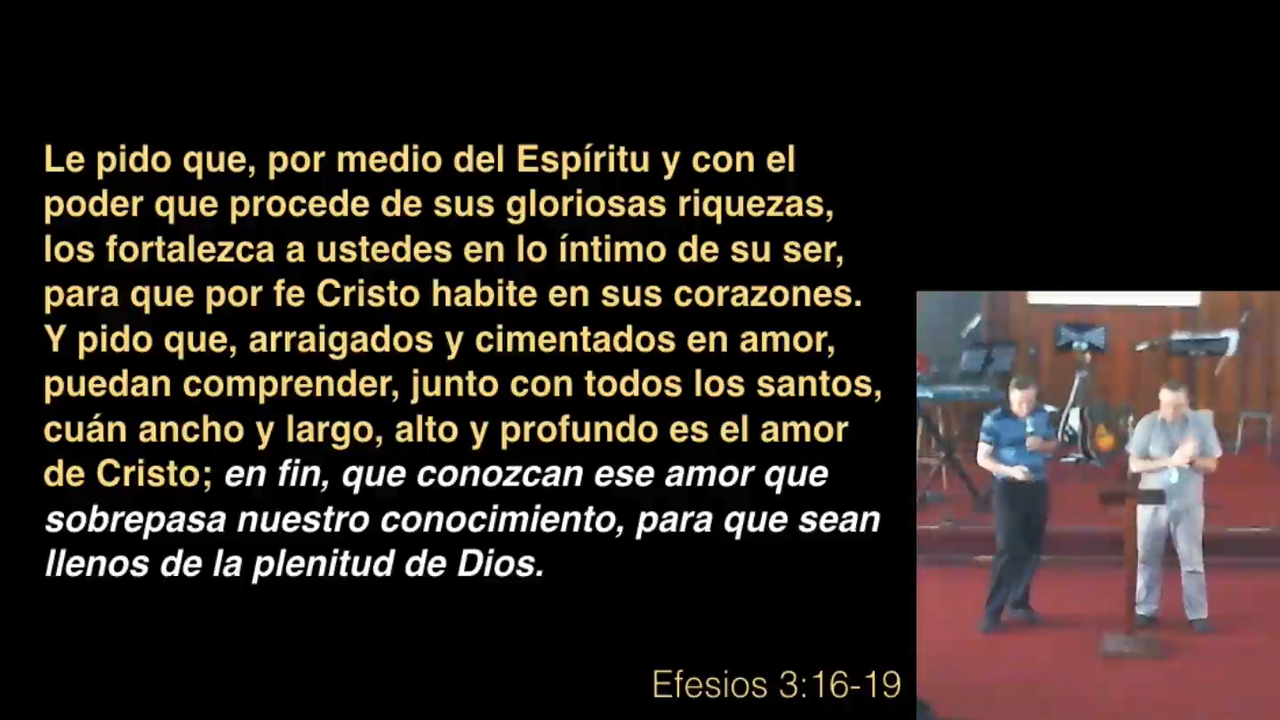 Le pido que, por medio del Espíritu y con el
poder que procede de sus gloriosas riquezas,
los fortalezca a ustedes en lo íntimo de su ser,
para que por fe Cristo habite en sus corazones.
Y pido que, arraigados y cimentados en amor,
puedan comprender, junto con todos los santos,
cuán ancho y largo, alto y profundo es el amor
de Cristo; en fin, que conozcan ese amor que
sobrepasa nuestro conocimiento, para que sean
llenos de la plenitud de Dios.
Efesios 3:16-19